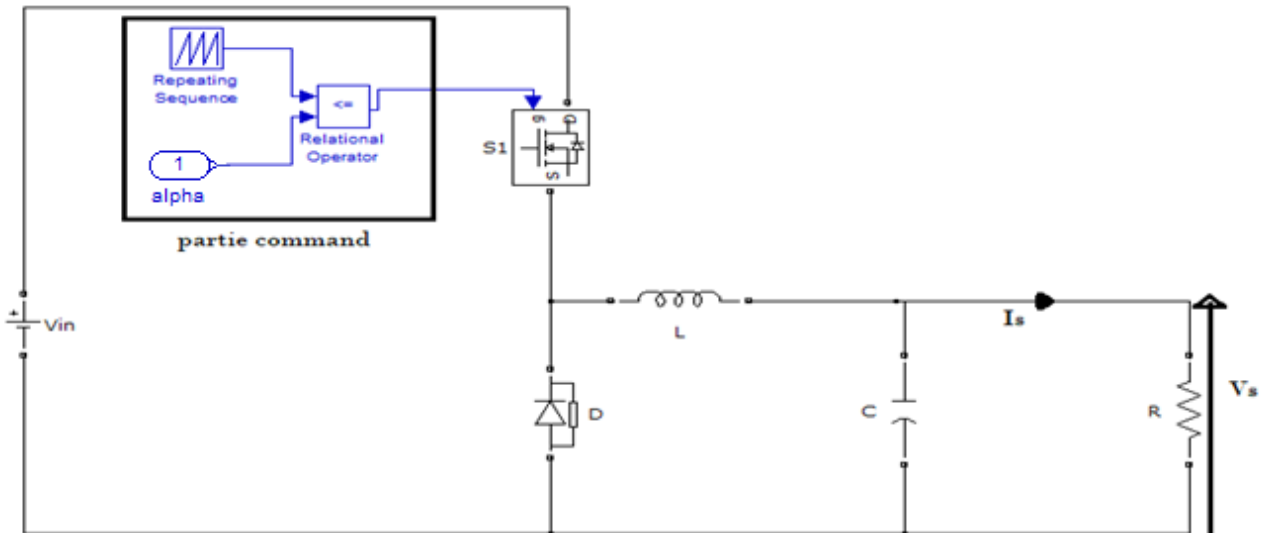 Repeating
Sequence
<=
Relational
Operator
1
alpha
partie command
g
S1
S
Vin
L
Is
D
C
R
Vs
+